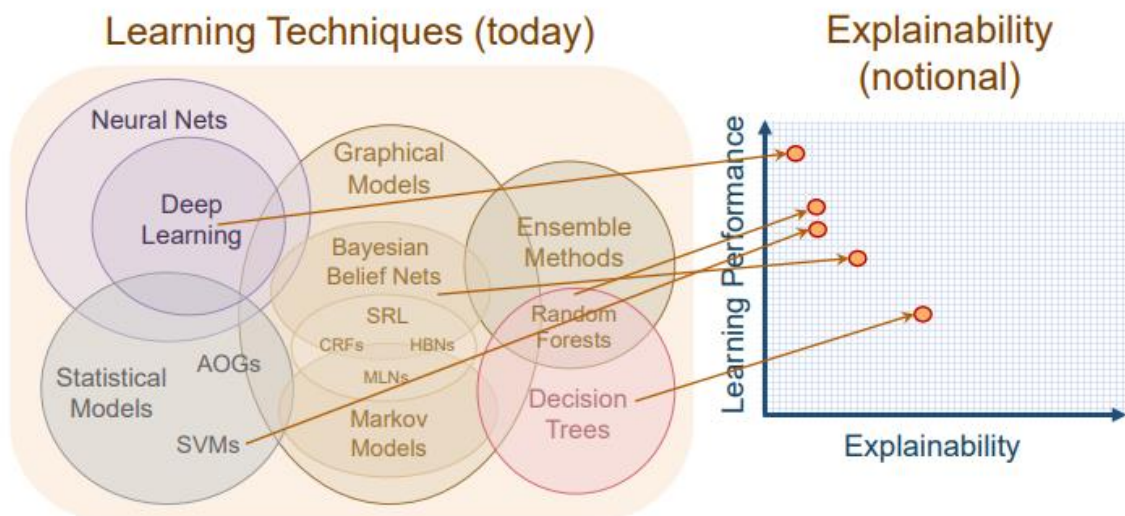 Learning Techniques (today)
Neural Nets
Deep
Learning
Graphical
Models
Bayesian
Belief Nets
SRL
CRFs HBNs
MLNs
Markov
Models
Ensemble
Methods
Random
Forests
Decision
Trees
Statistical
Models
AOGs
SVMs
Explainability
(notional)
Learning Performance
Explainability